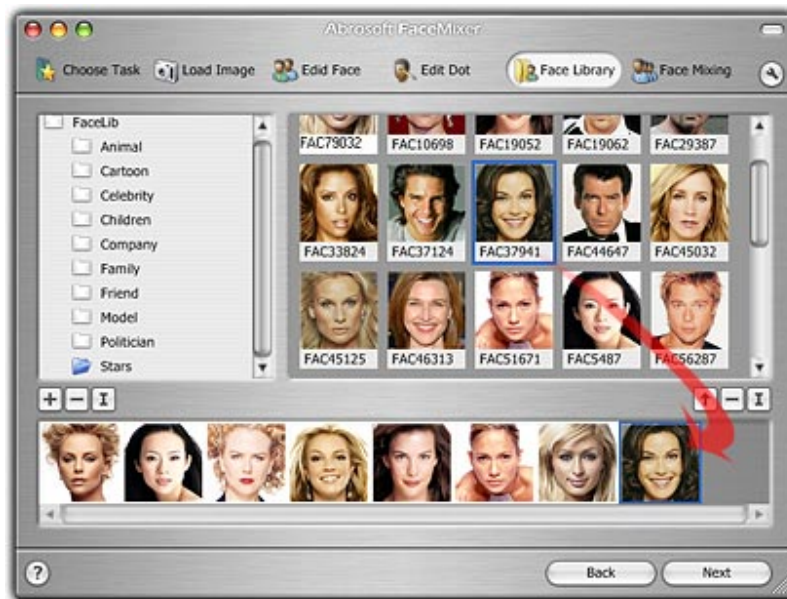 Abrosoft FaceMixer
Choose Task Load Image Edid Face Edit Dot Face Library Face Mixing
FaceLib
Animal
Cartoon
Celebrity
Children
Company
Family
Friend
Model
Politician
Stars
FAC79032 FAC10698 FAC19052 FAC19062 FAC29387
FAC33824 FAC37124 FAC37941 FAC44647 FAC45032
FAC45125 FAC46313 FAC51671 FAC5487 FAC56287
+ − I
↑ − I
? Back Next